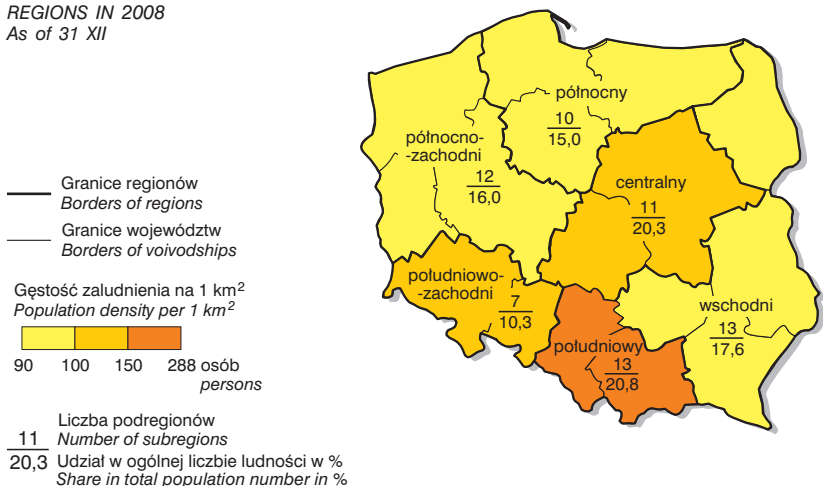 REGIONS IN 2008
As of 31 XII
Granice regionów
Borders of regions
Granice województw
Borders of voivodships
Gęstość zaludnienia na 1 km²
Population density per 1 km²
90 100 150 288 osób
persons
Liczba podregionów
11 Number of subregions
20,3 Udział w ogólnej liczbie ludności w %
Share in total population number in %
północny
10
15,0
północno-
-zachodni
12
16,0
centralny
11
20,3
południowo-
-zachodni
7
10,3
wschodni
13
17,6
południowy
13
20,8